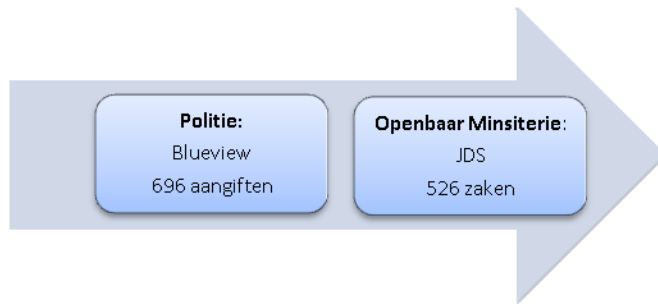 Politie:
Blueview
696 aangiften
Openbaar Minsiterie:
JDS
526 zaken